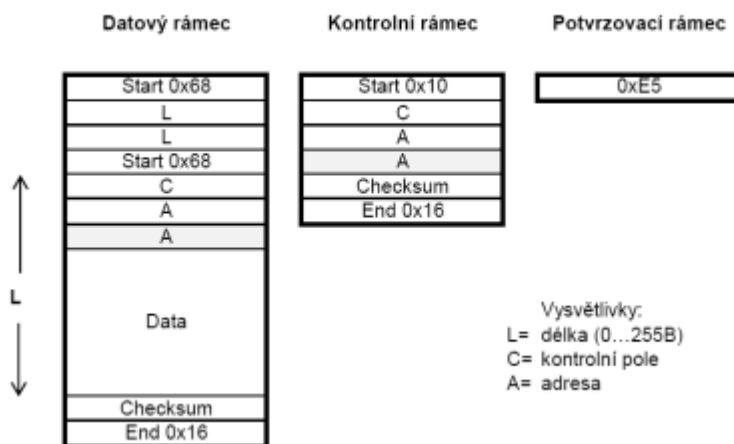 Datový rámec
Kontrolní rámec
Potvrzovací rámec
Start 0x68
L
L
Start 0x68
C
A
A
Data
Checksum
End 0x16
L
Start 0x10
C
A
A
Checksum
End 0x16
0xE5
Vysvětlivky:
L= délka (0...255B)
C= kontrolní pole
A= adresa